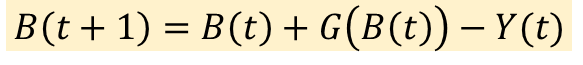 B(t + 1) = B(t) + G(B(t)) − Y(t)